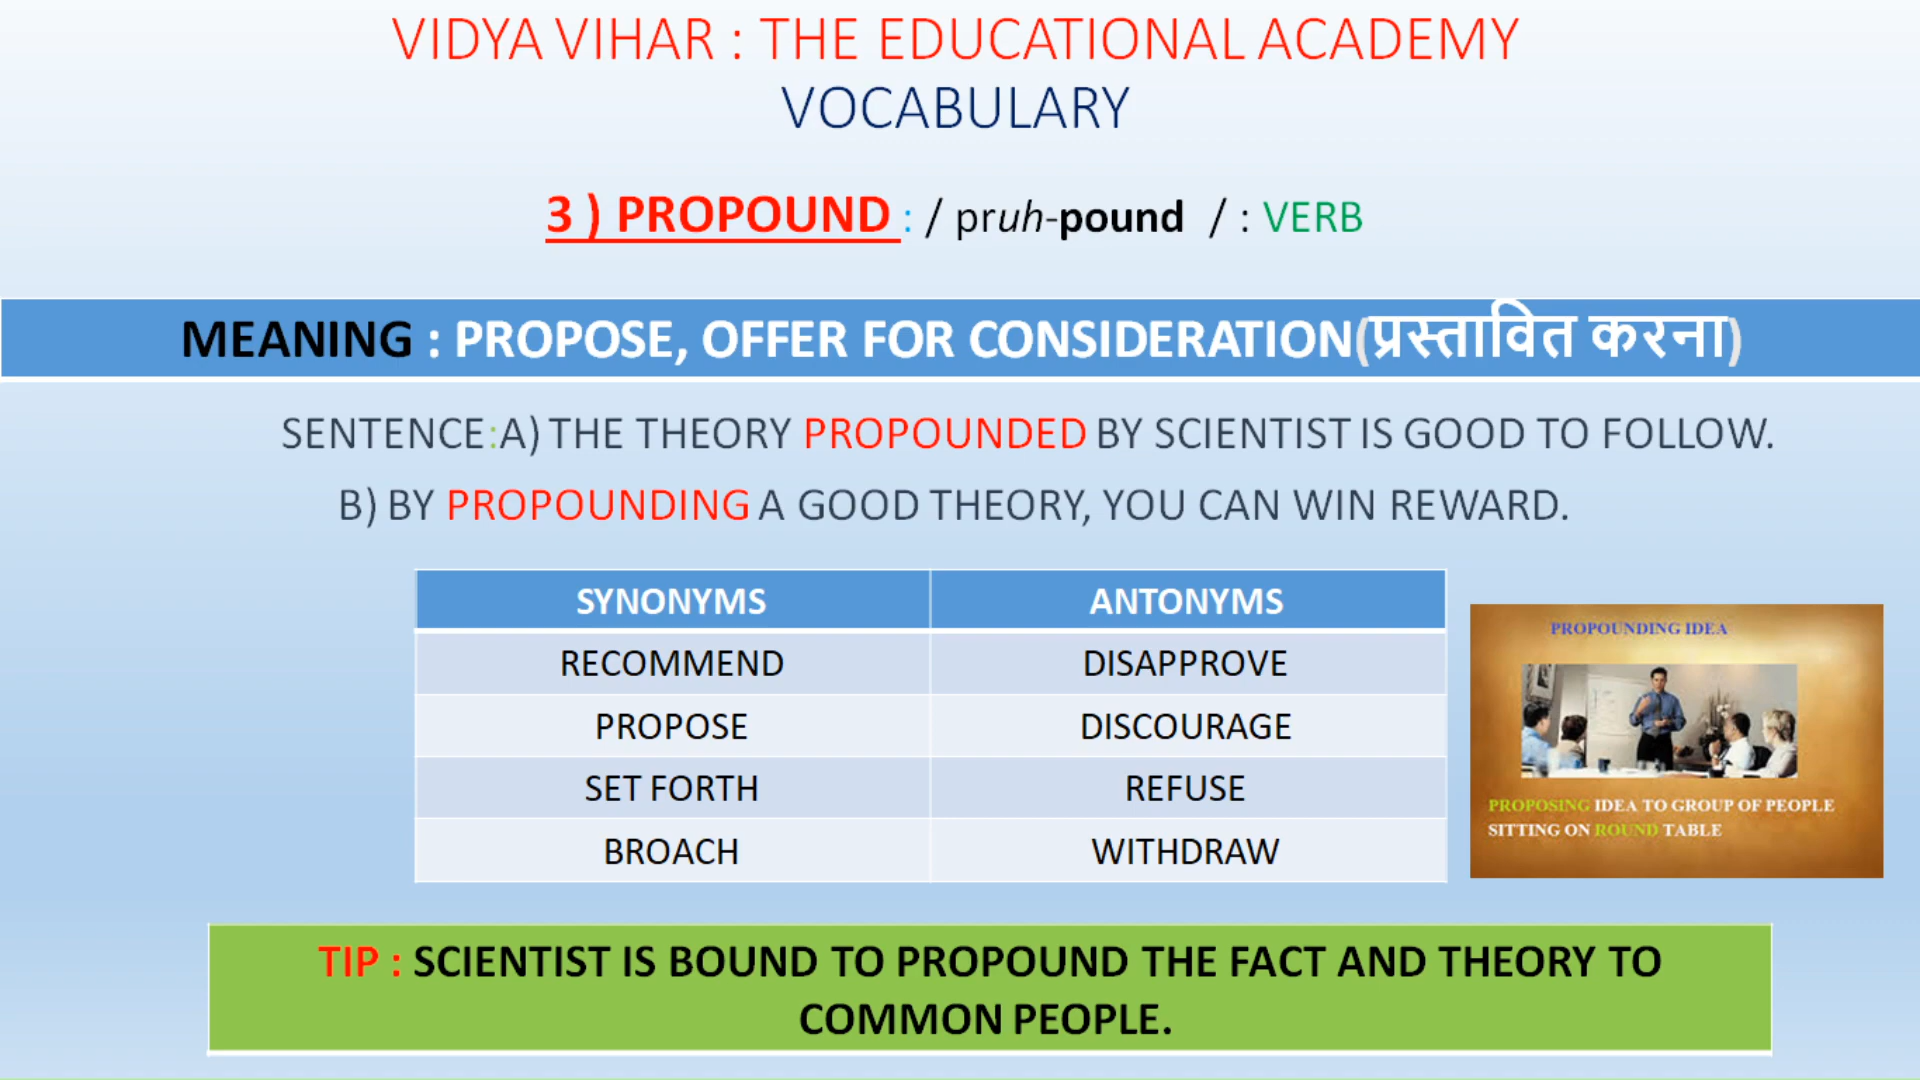 VIDYA VIHAR : THE EDUCATIONAL ACADEMY
VOCABULARY
3 ) PROPOUND : / pruh-pound / : VERB
MEANING : PROPOSE, OFFER FOR CONSIDERATION(प्रस्तावित करना)
SENTENCE:A) THE THEORY PROPOUNDED BY SCIENTIST IS GOOD TO FOLLOW.
B) BY PROPOUNDING A GOOD THEORY, YOU CAN WIN REWARD.
SYNONYMS ANTONYMS
RECOMMEND DISAPPROVE
PROPOSE DISCOURAGE
SET FORTH REFUSE
BROACH WITHDRAW
PROPOUNDING IDEA
PROPOSING IDEA TO GROUP OF PEOPLE
SITTING ON ROUND TABLE
TIP : SCIENTIST IS BOUND TO PROPOUND THE FACT AND THEORY TO
COMMON PEOPLE.